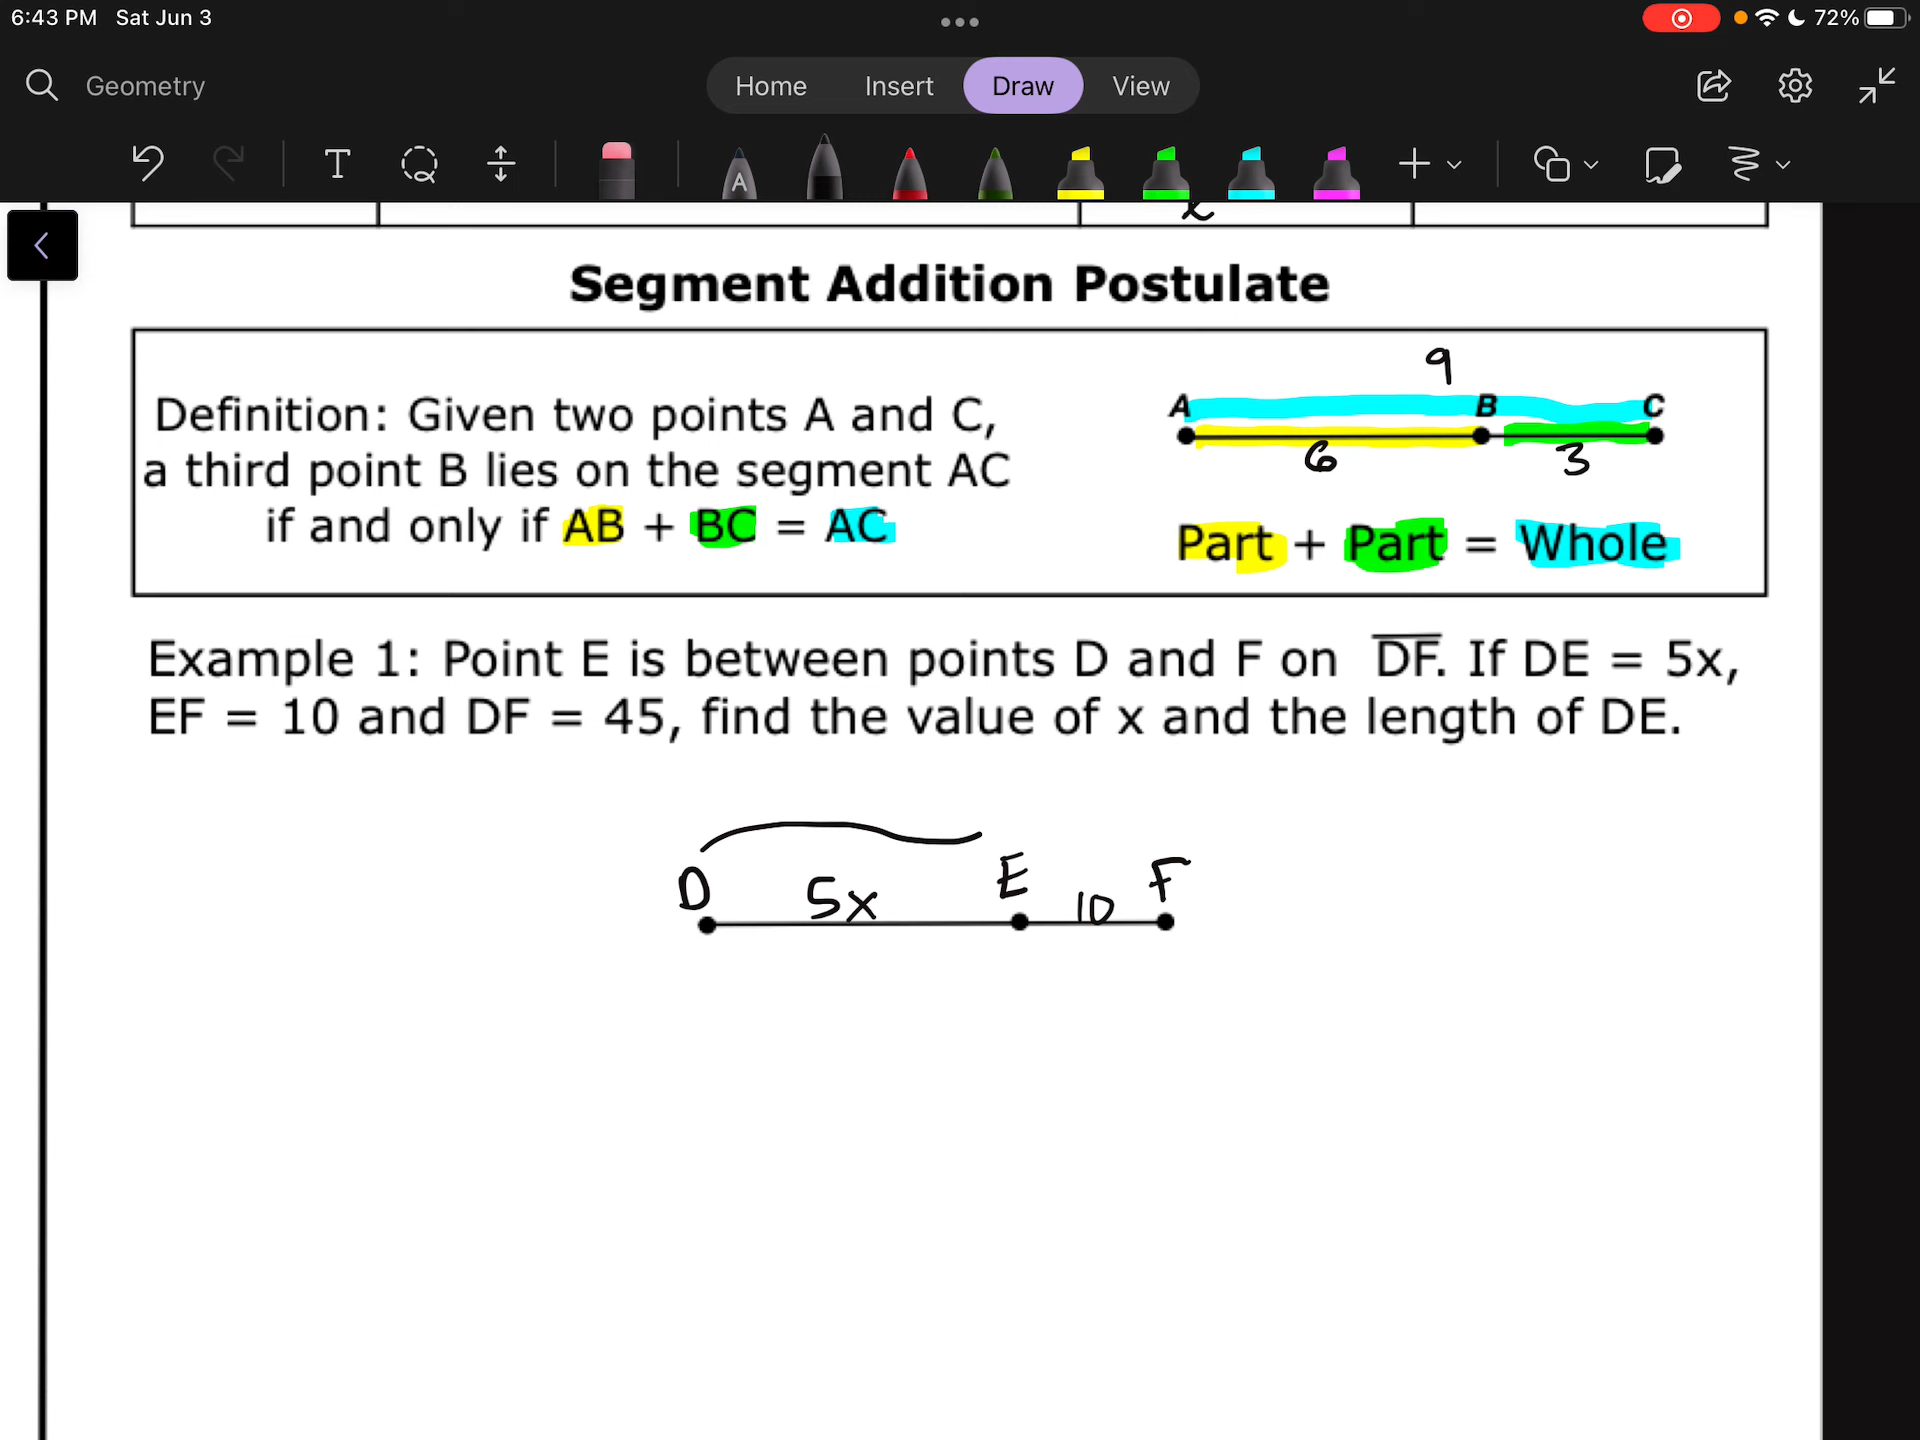 6:43 PM Sat Jun 3
72%
Geometry
Home Insert Draw View
T
A
x
Segment Addition Postulate
9
A B C
6 3
Definition: Given two points A and C,
a third point B lies on the segment AC
if and only if AB + BC = AC
Part + Part = Whole
Example 1: Point E is between points D and F on DF. If DE = 5x,
EF = 10 and DF = 45, find the value of x and the length of DE.
D 5x E 10 F